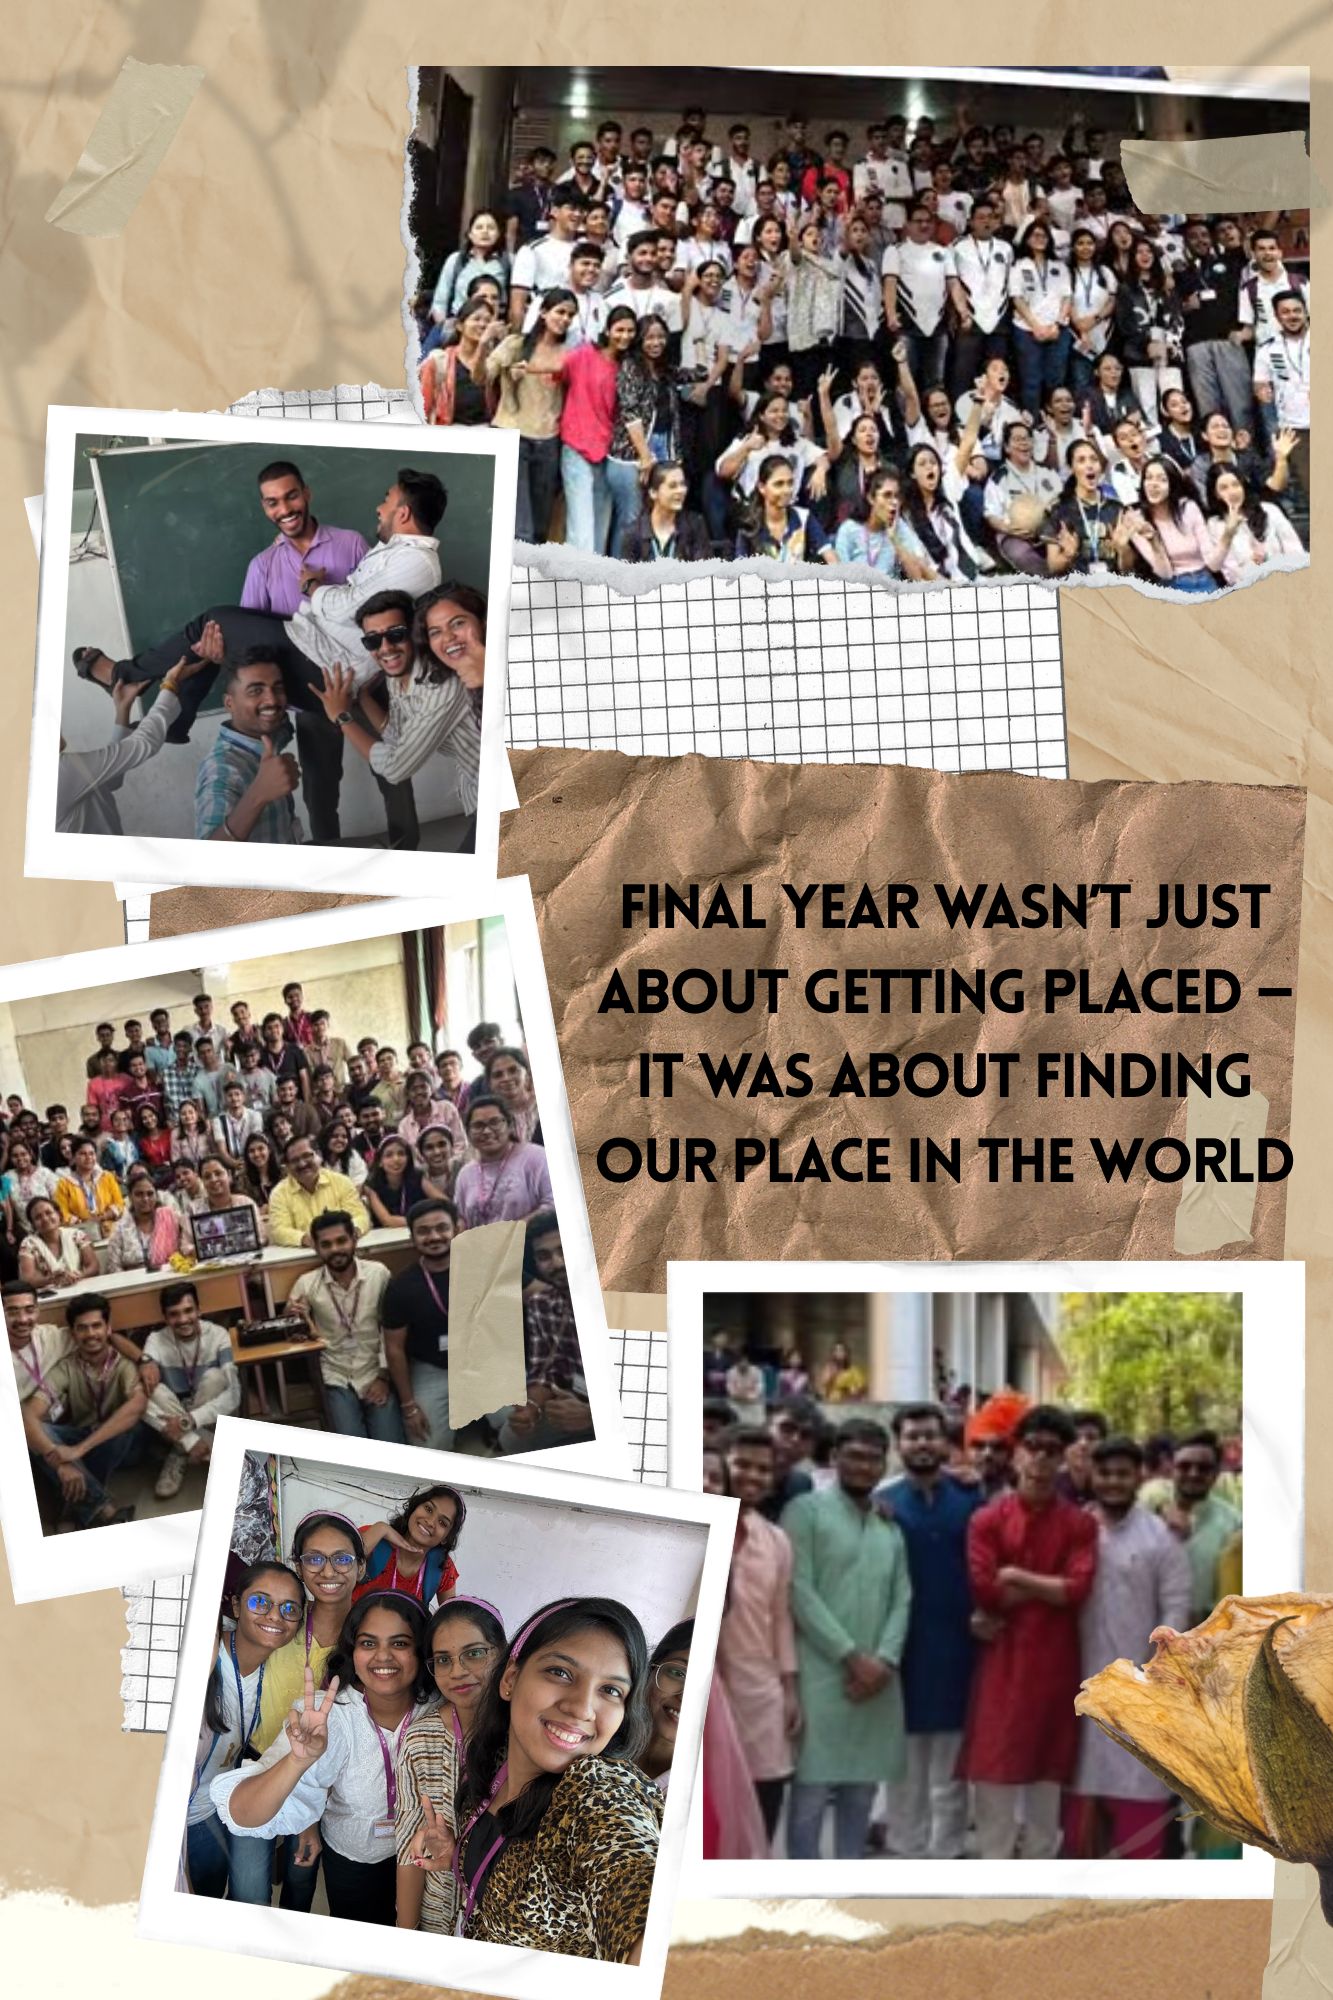 FINAL YEAR WASN'T JUST
ABOUT GETTING PLACED –
IT WAS ABOUT FINDING
OUR PLACE IN THE WORLD